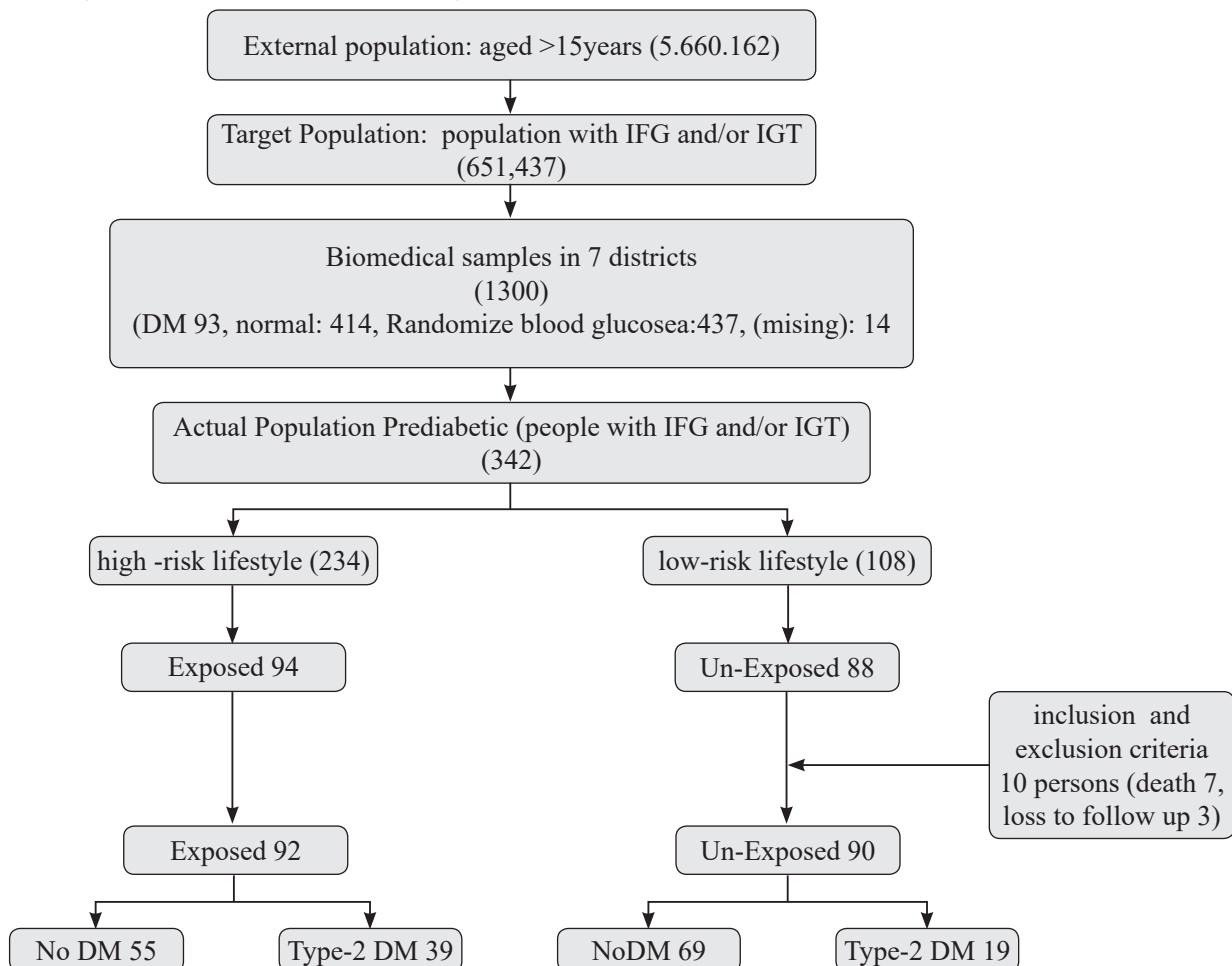 External population: aged >15years (5.660.162)
Target Population:  population with IFG and/or IGT
(651,437)
Biomedical samples in 7 districts
(1300)
(DM 93, normal: 414, Randomize blood glucosea:437, (mising): 14
Actual Population Prediabetic (people with IFG and/or IGT)
(342)
high -risk lifestyle (234)
low-risk lifestyle (108)
Exposed 94
Un-Exposed 88
inclusion  and
exclusion criteria
10 persons (death 7,
loss to follow up 3)
Exposed 92
Un-Exposed 90
No DM 55
Type-2 DM 39
NoDM 69
Type-2 DM 19